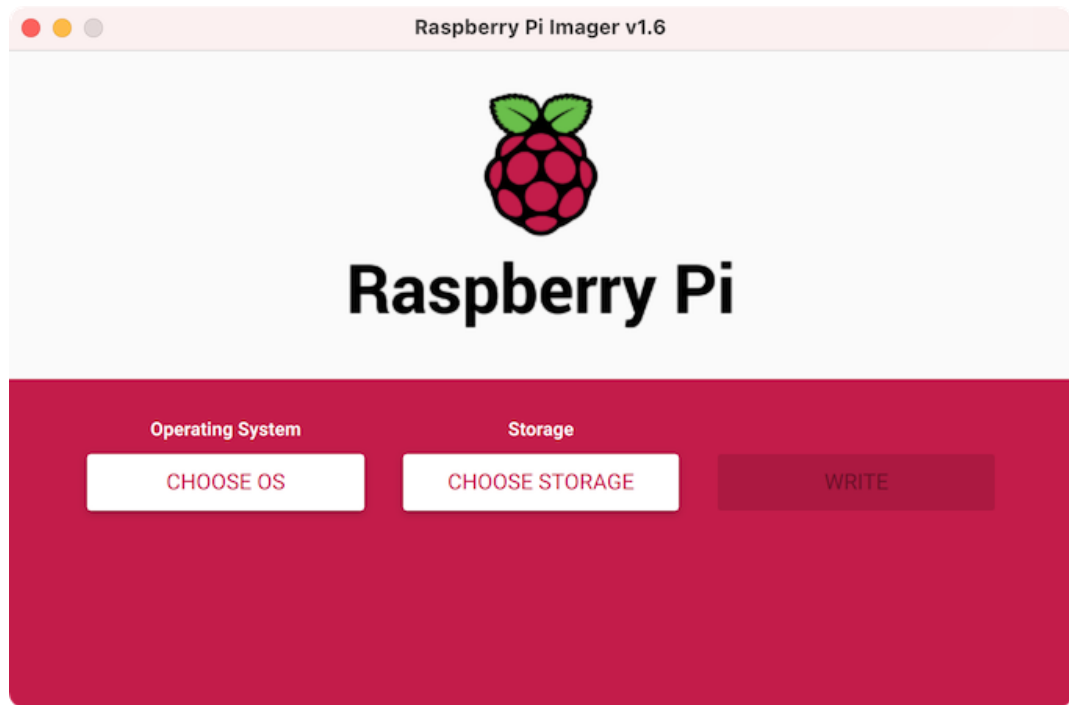 Raspberry Pi Imager v1.6
Raspberry Pi
Operating System
Storage
CHOOSE OS
CHOOSE STORAGE
WRITE